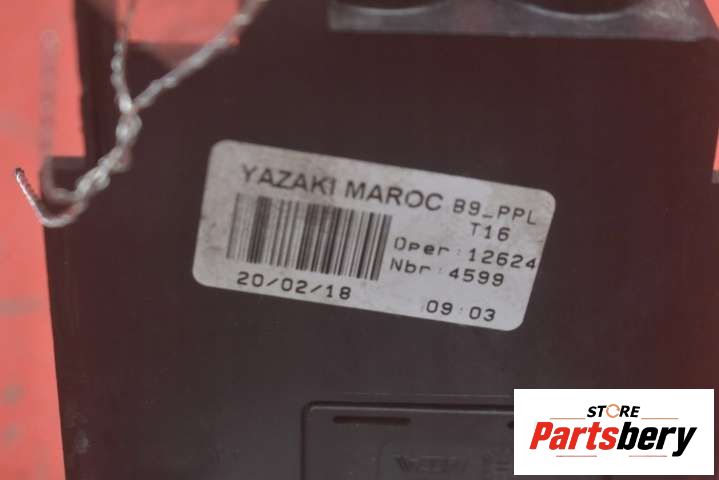 YAZAKI MAROC B9_PPL
T16
Oper:12624
Nbr:4599
20/02/18 09:03
STORE
Partsbery